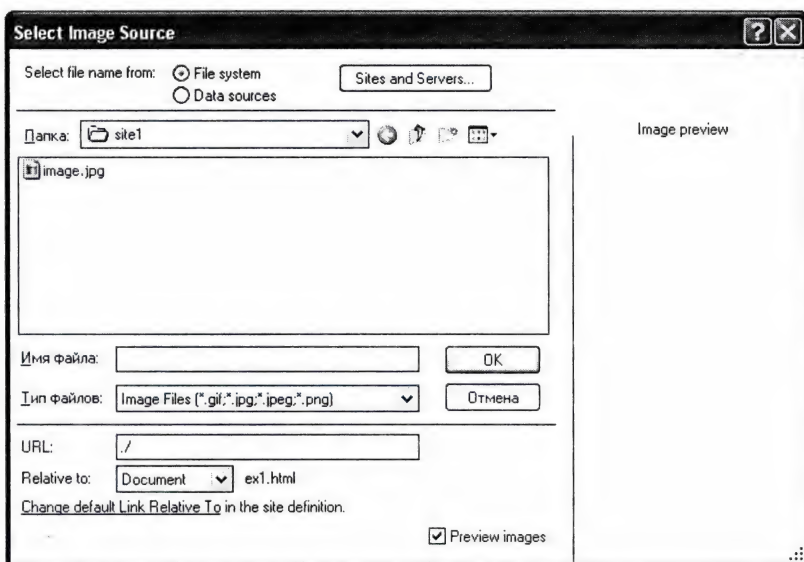 Select Image Source
Select file name from: File system Sites and Servers...
Data sources
Папка: site1
Image preview
image.jpg
Имя файла: OK
Тип файлов: Image Files (*.gif;*.jpg;*.jpeg;*.png) Отмена
URL: ./
Relative to: Document ex1.html
Change default Link Relative To in the site definition.
Preview images